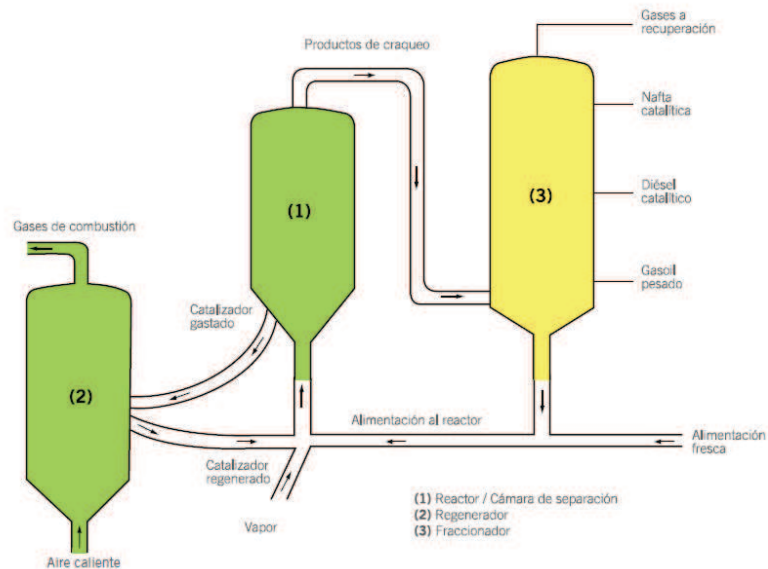 Gases a
recuperación
Productos de craqueo
Nafta
catalítica
(1)
(3)
Diésel
catalítico
Gases de combustión
Gasoil
pesado
Catalizador
gastado
(2)
Alimentación al reactor
Alimentación
fresca
Catalizador
regenerado
Vapor
(1) Reactor / Cámara de separación
(2) Regenerador
(3) Fraccionador
Aire caliente